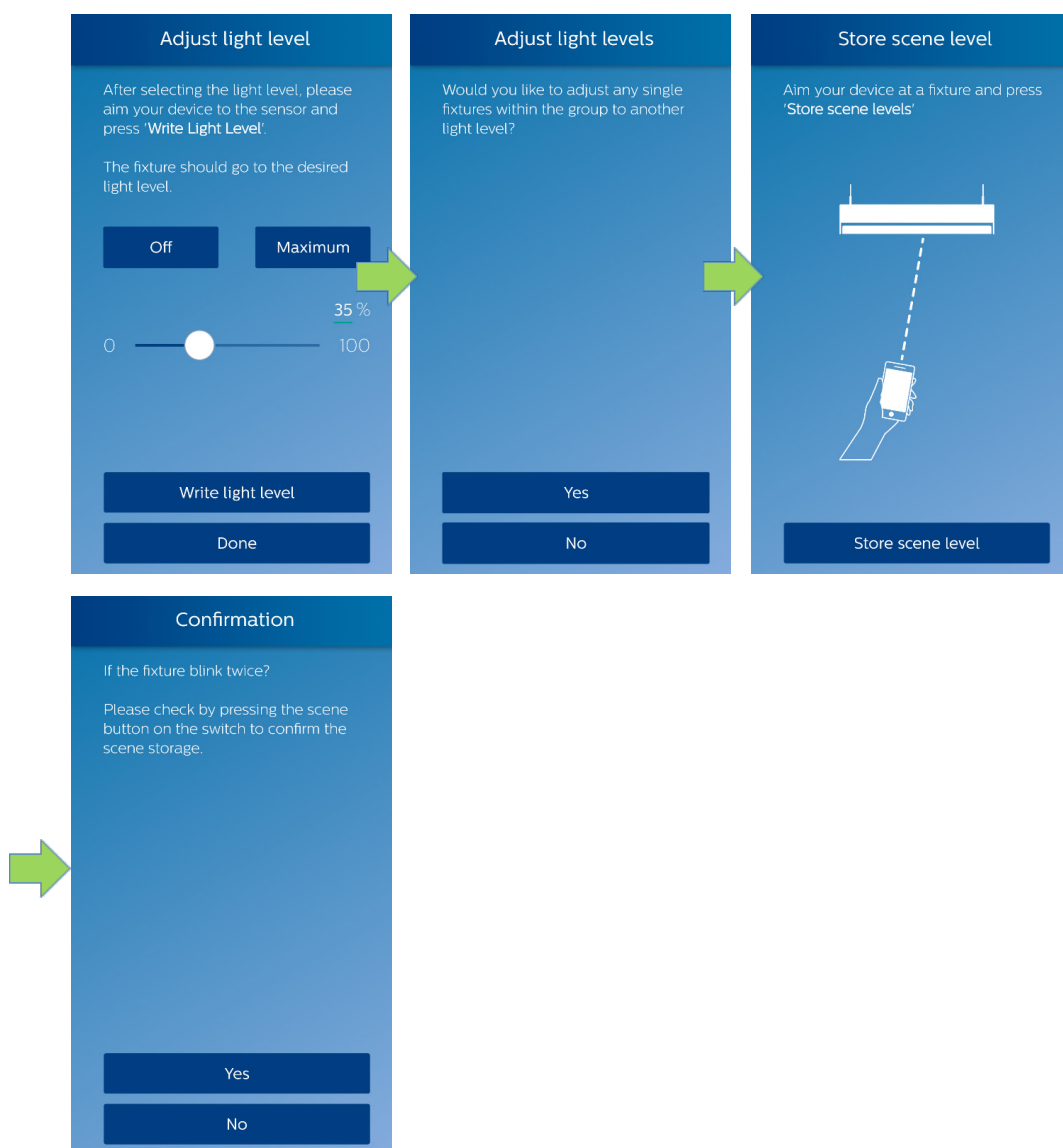 Adjust light level
After selecting the light level, please
aim your device to the sensor and
press 'Write Light Level'.
The fixture should go to the desired
light level.
Off
Maximum
35 %
0
100
Write light level
Done
Adjust light levels
Would you like to adjust any single
fixtures within the group to another
light level?
Yes
No
Store scene level
Aim your device at a fixture and press
'Store scene levels'
Store scene level
Confirmation
If the fixture blink twice?
Please check by pressing the scene
button on the switch to confirm the
scene storage.
Yes
No